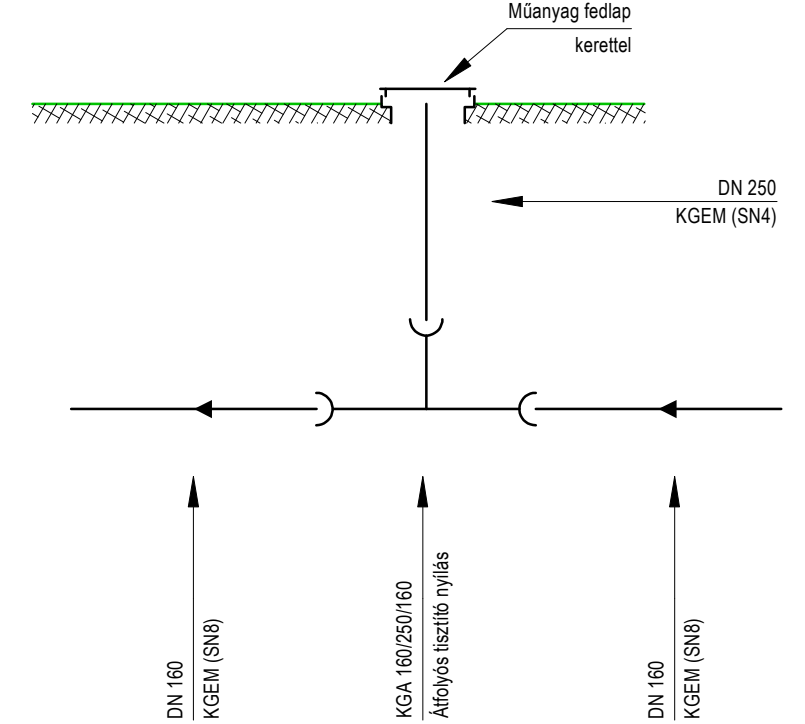 Műanyag fedlap
kerettel
DN 250
KGEM (SN4)
DN 160
KGEM (SN8)
KGA 160/250/160
Átfolyós tisztító nyílás
DN 160
KGEM (SN8)